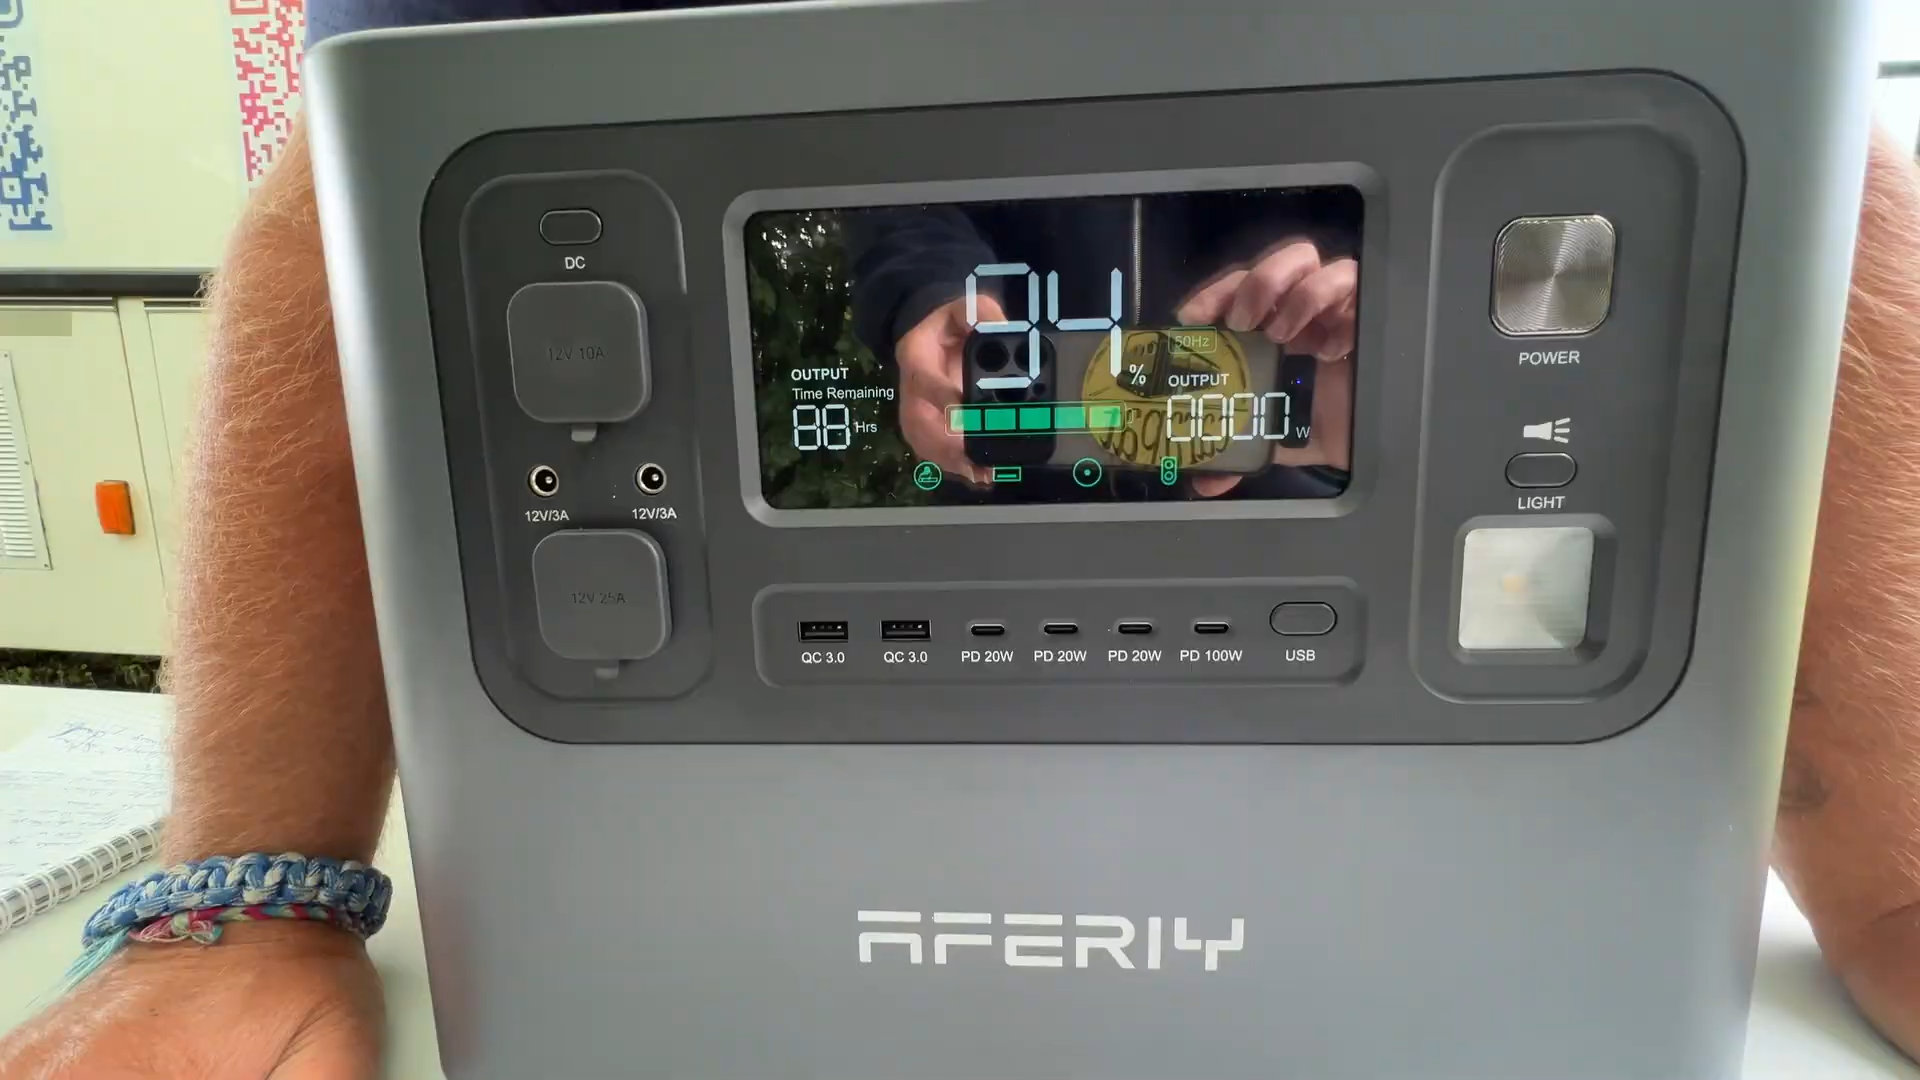 DC
12V 10A
12V/3A
12V/3A
12V 25A
94%
50Hz
OUTPUT
Time Remaining
88 Hrs
OUTPUT
0000 W
QC 3.0
QC 3.0
PD 20W
PD 20W
PD 20W
PD 100W
USB
POWER
LIGHT
AFERIY